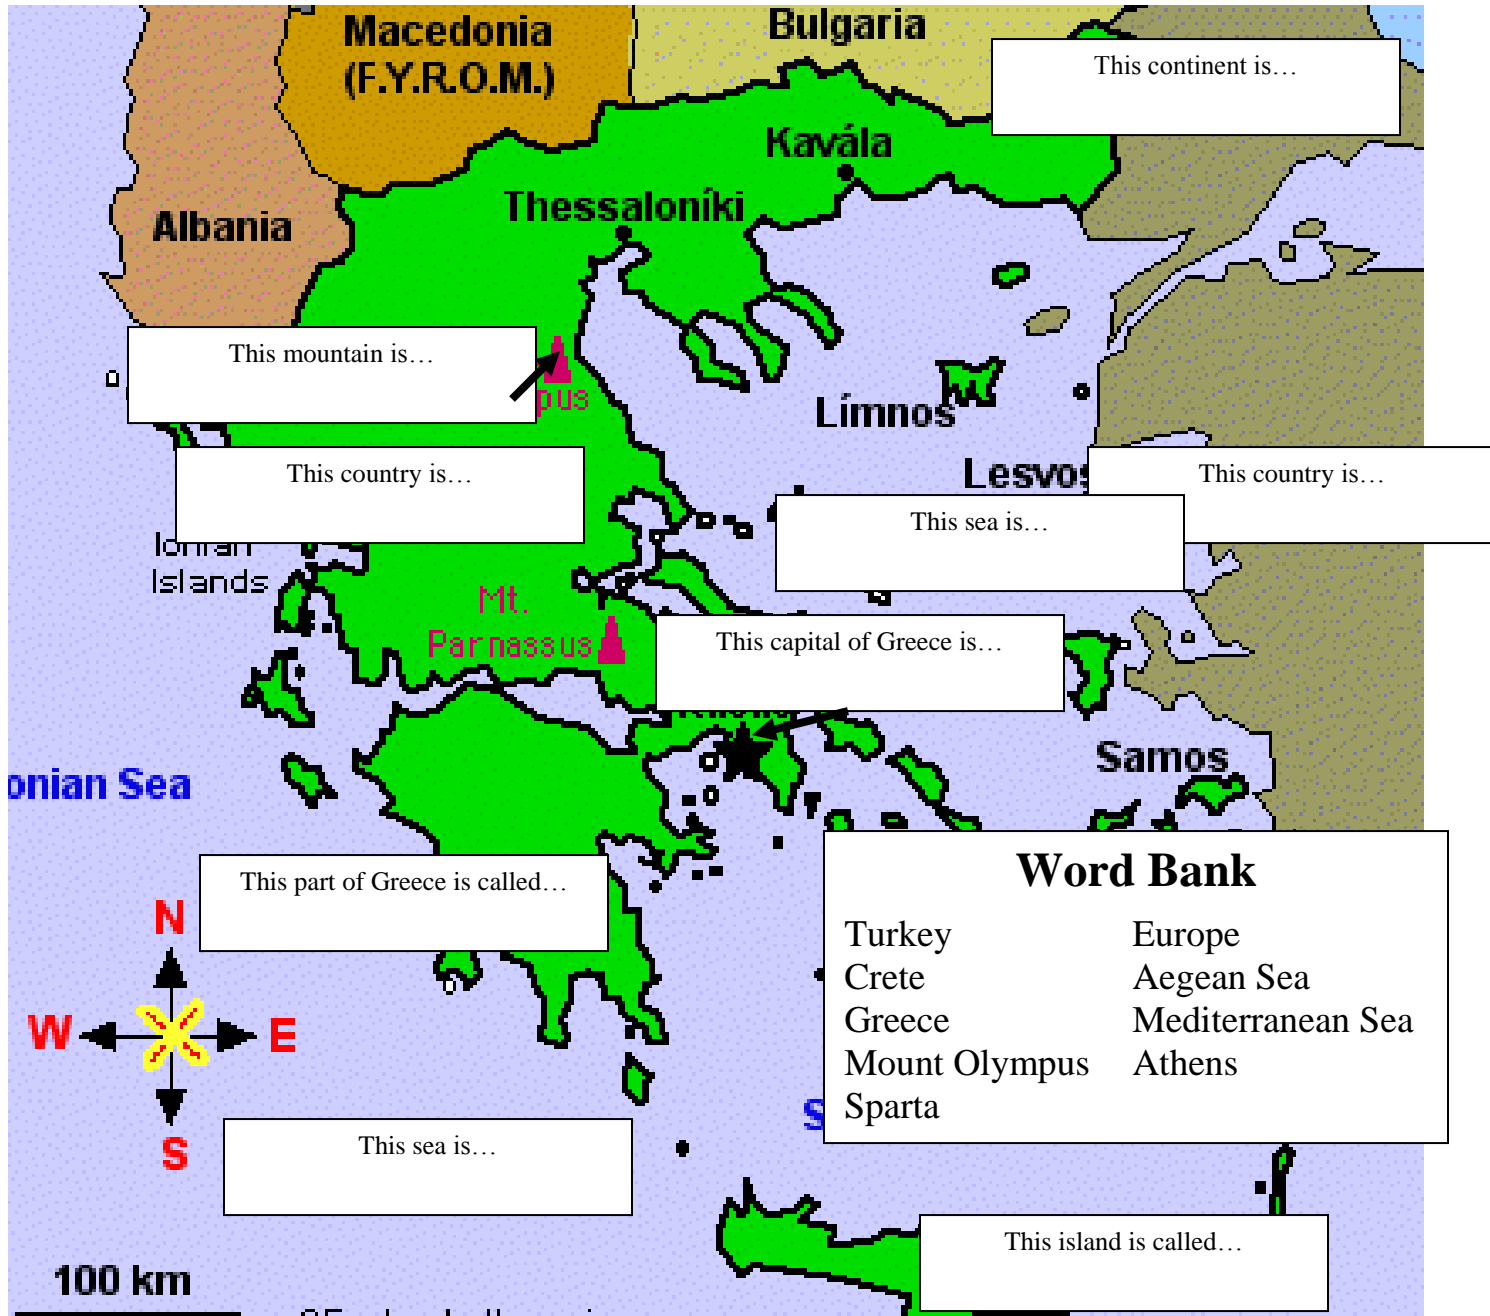 Macedonia
(F.Y.R.O.M.)
Bulgaria
This continent is…
Kavála
Thessaloníki
Albania
This mountain is…
pus
Límnos
This country is…
Lesvos
This country is…
This sea is…
Ionian
Islands
Mt.
Parnassus
This capital of Greece is…
Samos
onian Sea
This part of Greece is called…
Word Bank
Turkey
Europe
Crete
Aegean Sea
Greece
Mediterranean Sea
Mount Olympus
Athens
Sparta
N
W
E
S
S
This sea is…
This island is called…
100 km